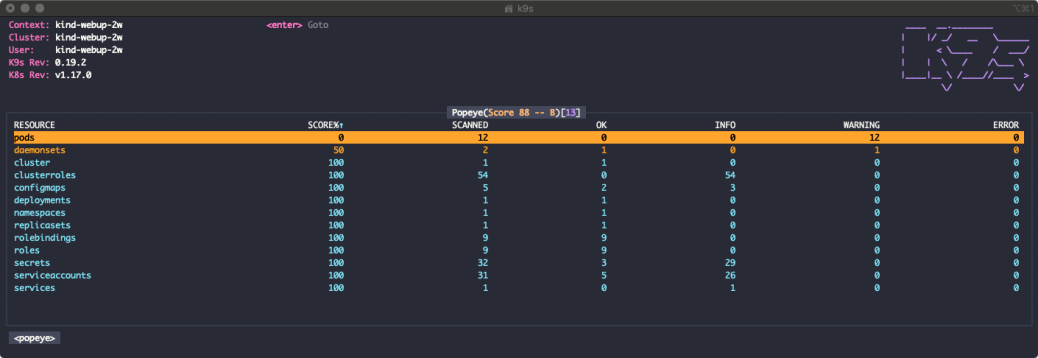 k9s
⌥⌘1
Context: kind-webup-2w <enter> Goto
Cluster: kind-webup-2w
User: kind-webup-2w
K9s Rev: 0.19.2
K8s Rev: v1.17.0
Popeye(Score 88 -- B)[13]
RESOURCE SCORE%↑ SCANNED OK INFO WARNING ERROR
pods 0 12 0 0 12 0
daemonsets 50 2 1 0 1 0
cluster 100 1 1 0 0 0
clusterroles 100 54 0 54 0 0
configmaps 100 5 2 3 0 0
deployments 100 1 1 0 0 0
namespaces 100 1 1 0 0 0
replicasets 100 1 1 0 0 0
rolebindings 100 9 9 0 0 0
roles 100 9 9 0 0 0
secrets 100 32 3 29 0 0
serviceaccounts 100 31 5 26 0 0
services 100 1 0 1 0 0
<popeye>